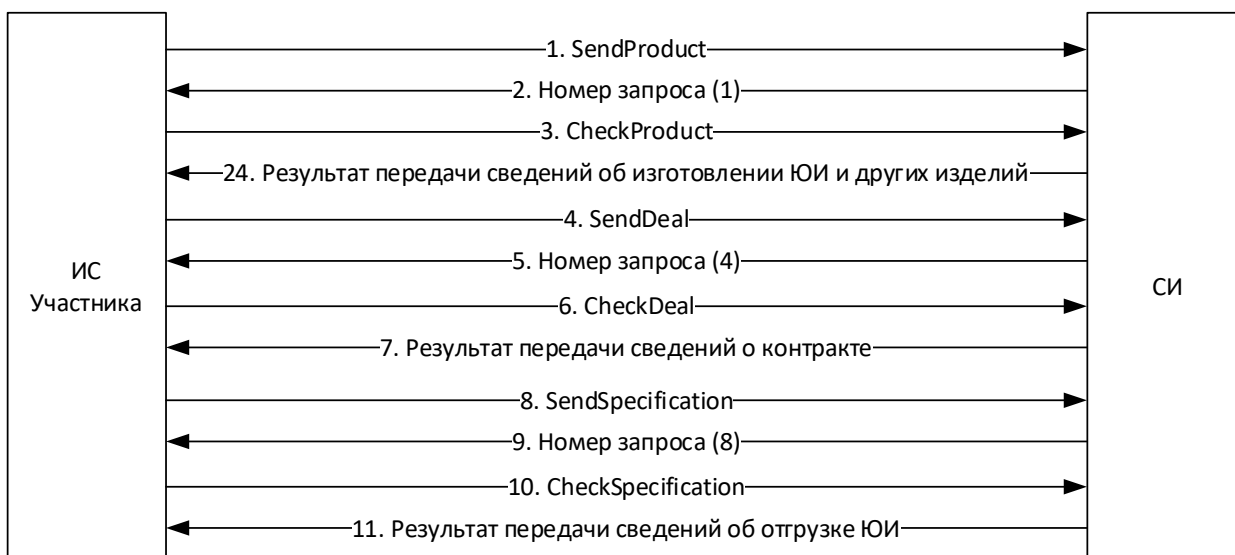 1. SendProduct
2. Номер запроса (1)
3. CheckProduct
24. Результат передачи сведений об изготовлении ЮИ и других изделий
4. SendDeal
5. Номер запроса (4)
ИС
Участника
СИ
6. CheckDeal
7. Результат передачи сведений о контракте
8. SendSpecification
9. Номер запроса (8)
10. CheckSpecification
11. Результат передачи сведений об отгрузке ЮИ